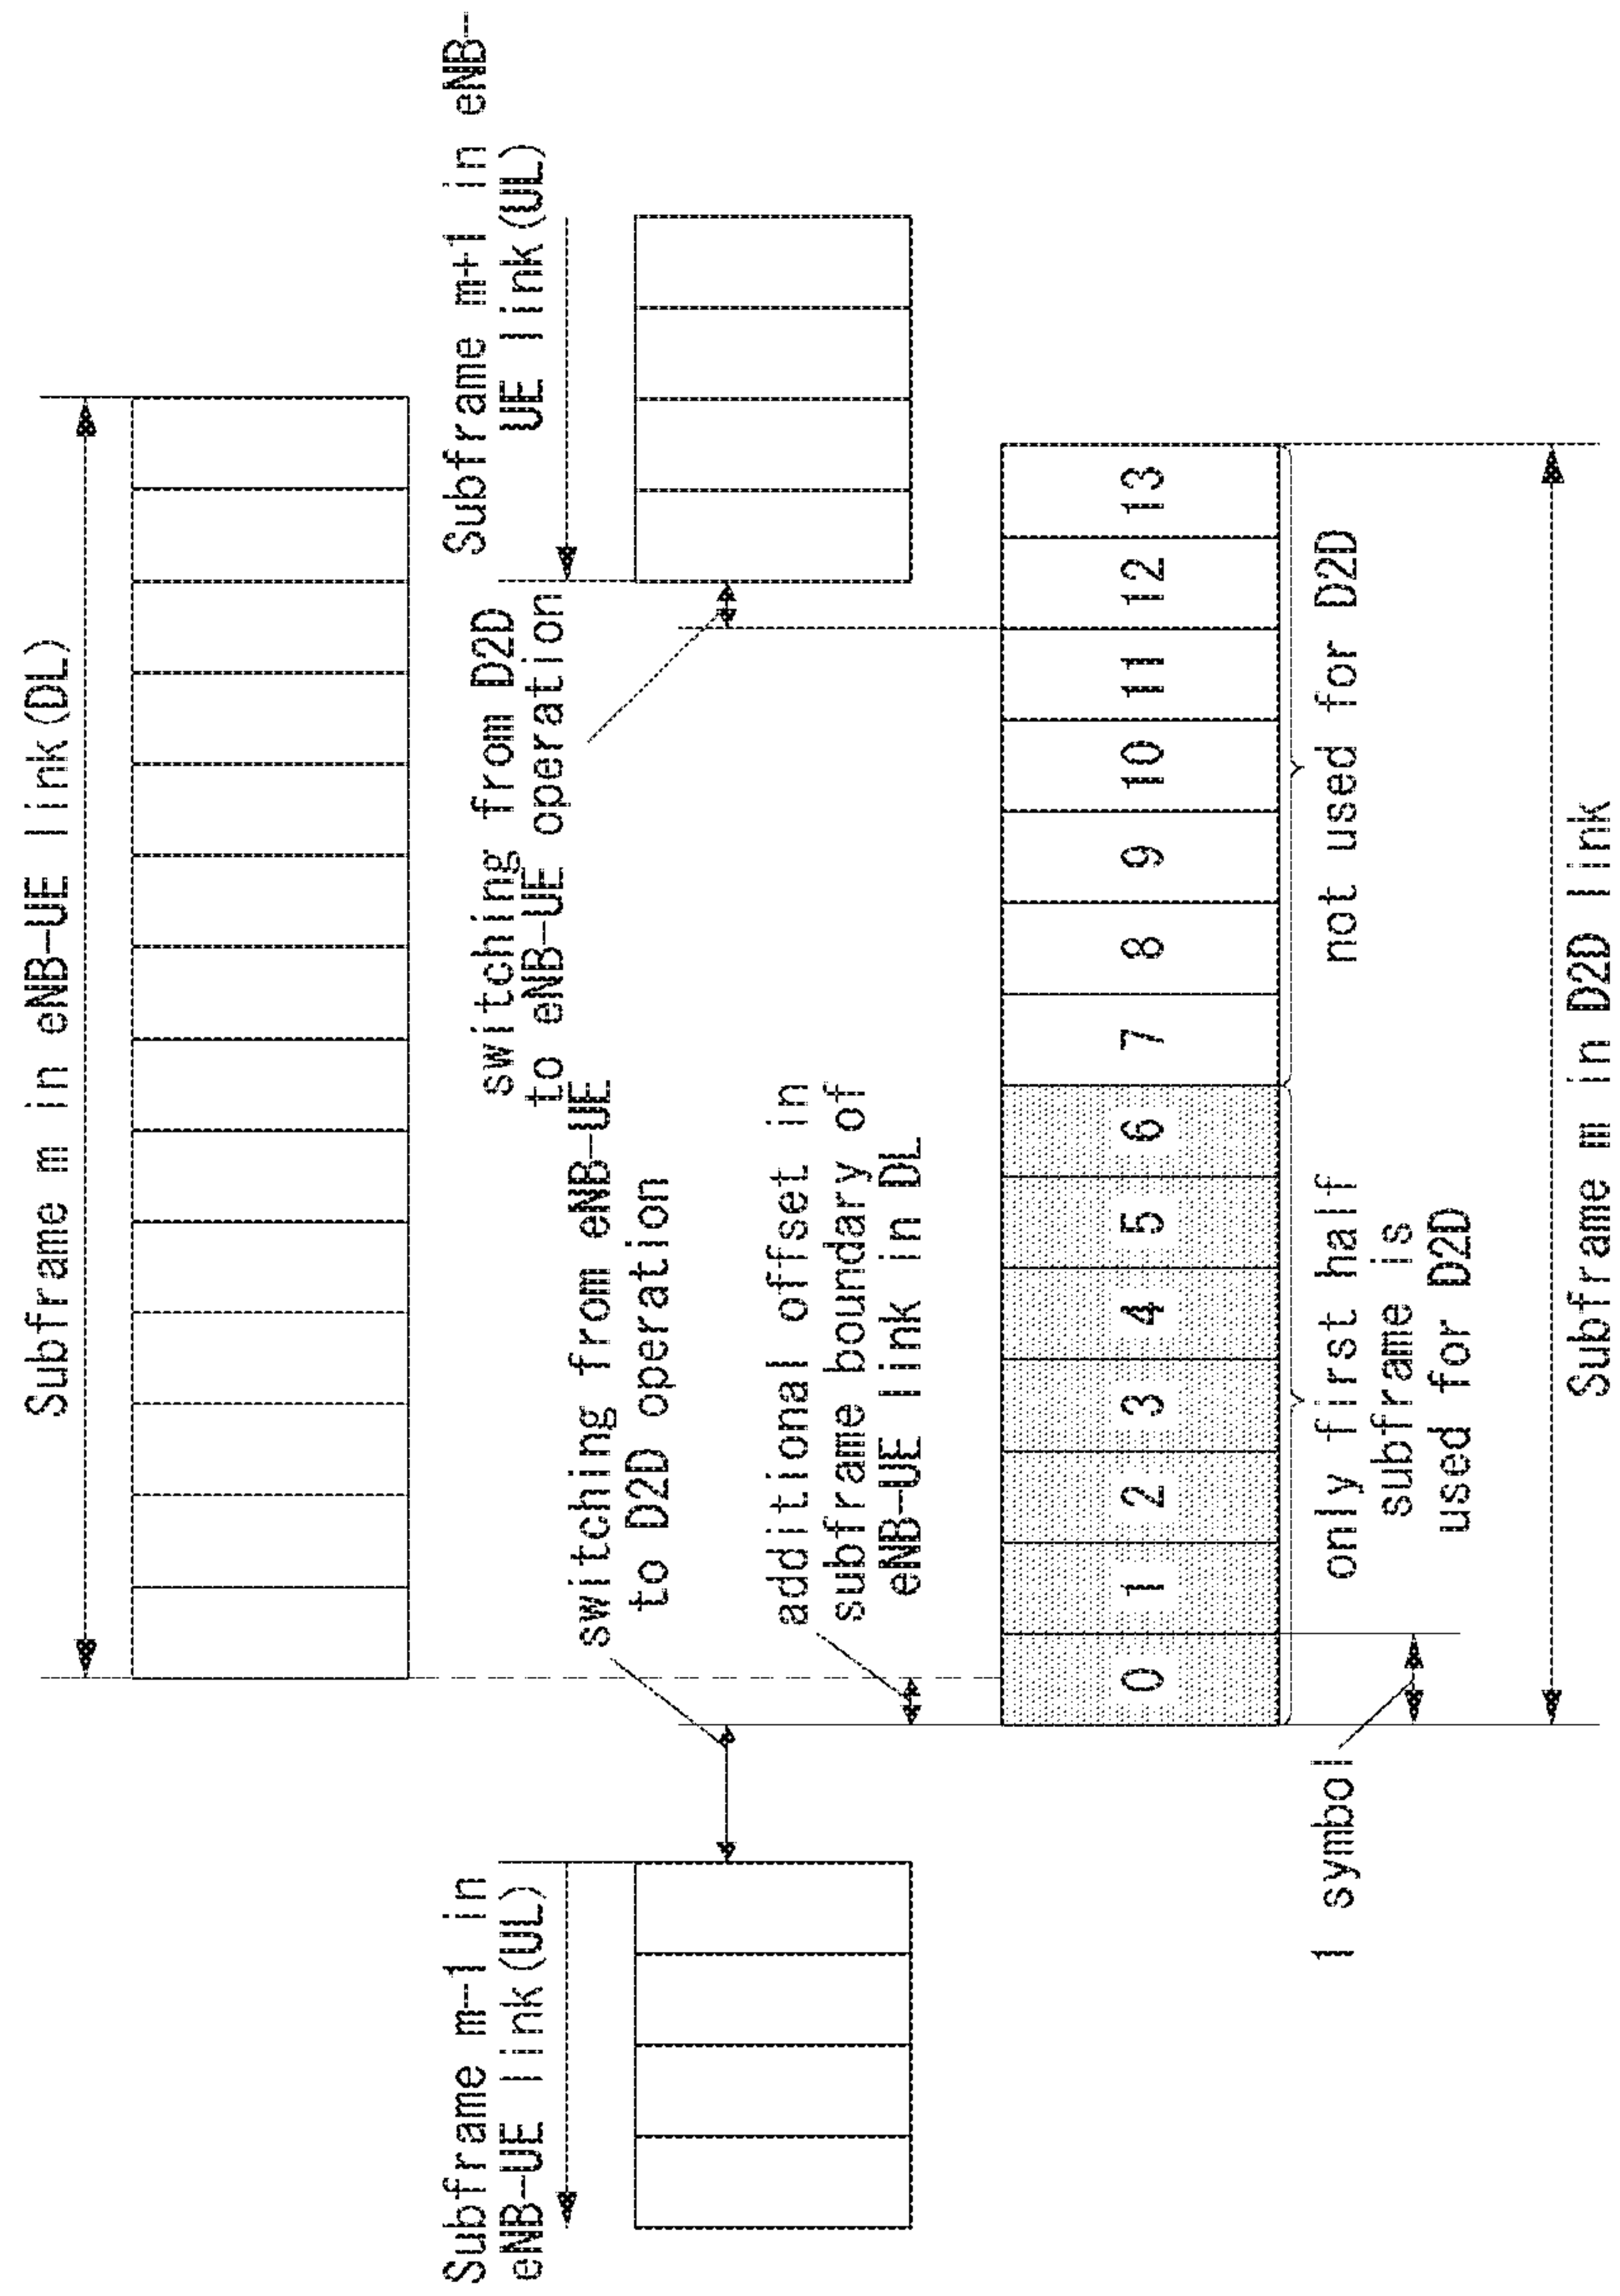 Subframe m in eNB-UE link(DL)
Subframe m-1 in
eNB-UE link(UL)
Subframe m+1 in eNB-
UE link(UL)
switching from D2D
to eNB-UE operation
switching from eNB-UE
to D2D operation
additional offset in
subframe boundary of
eNB-UE link in DL
0 1 2 3 4 5 6 7 8 9 10 11 12 13
1 symbol
only first half
subframe is
used for D2D
not used for D2D
Subframe m in D2D link